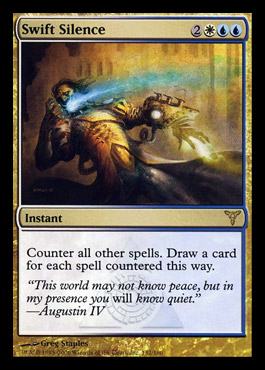 Swift Silence 2
Instant
Counter all other spells. Draw a card
for each spell countered this way.
“This world may not know peace, but in
my presence you will know quiet.”
—Augustin IV
Greg Staples